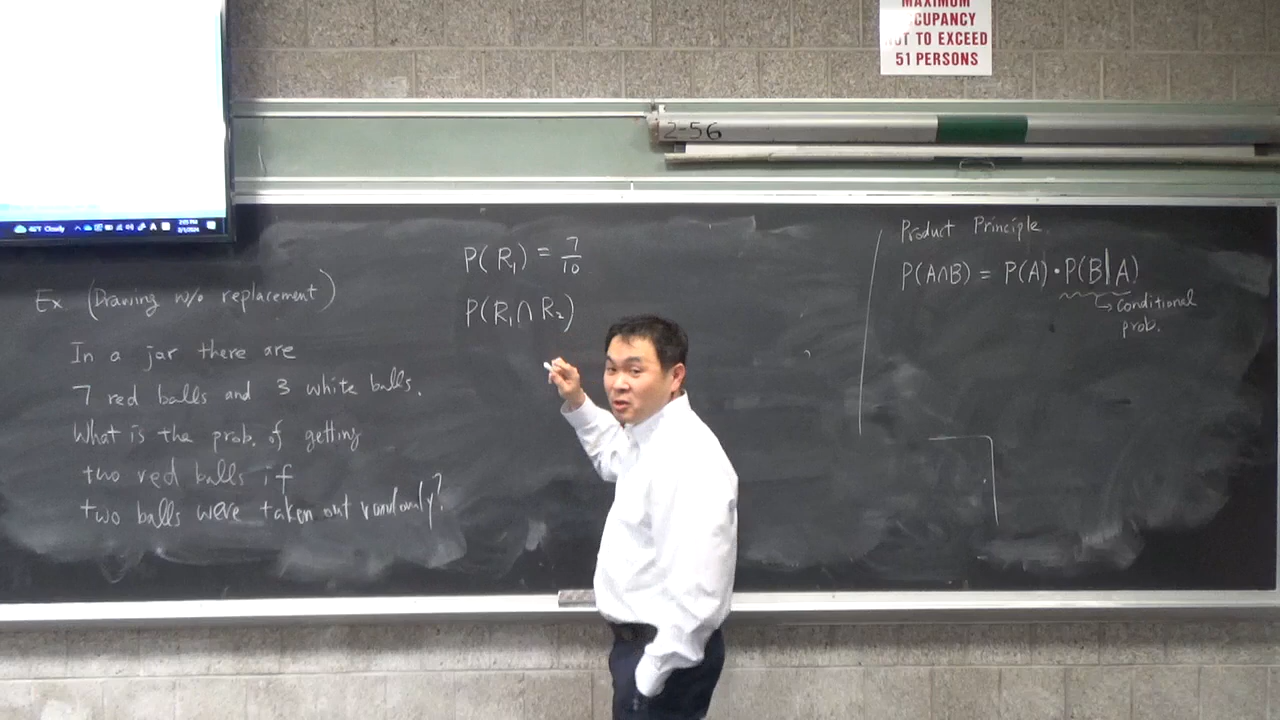 MAXIMUM
OCCUPANCY
NOT TO EXCEED
51 PERSONS
2-56
Cloudy
Ex. (Drawing w/o replacement)
In a jar there are
7 red balls and 3 white balls.
What is the prob. of getting
two red balls if
two balls were taken out randomly?
P(R₁) = 7/10
P(R₁∩R₂)
Product Principle
P(A∩B) = P(A)·P(B|A)
↳ conditional
prob.